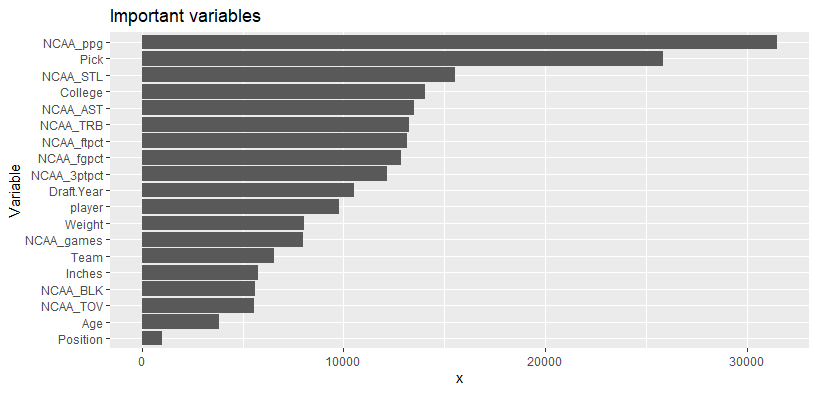 Important variables
Variable
NCAA_ppg
Pick
NCAA_STL
College
NCAA_AST
NCAA_TRB
NCAA_ftpct
NCAA_fgpct
NCAA_3ptpct
Draft.Year
player
Weight
NCAA_games
Team
Inches
NCAA_BLK
NCAA_TOV
Age
Position
0 10000 20000 30000
x